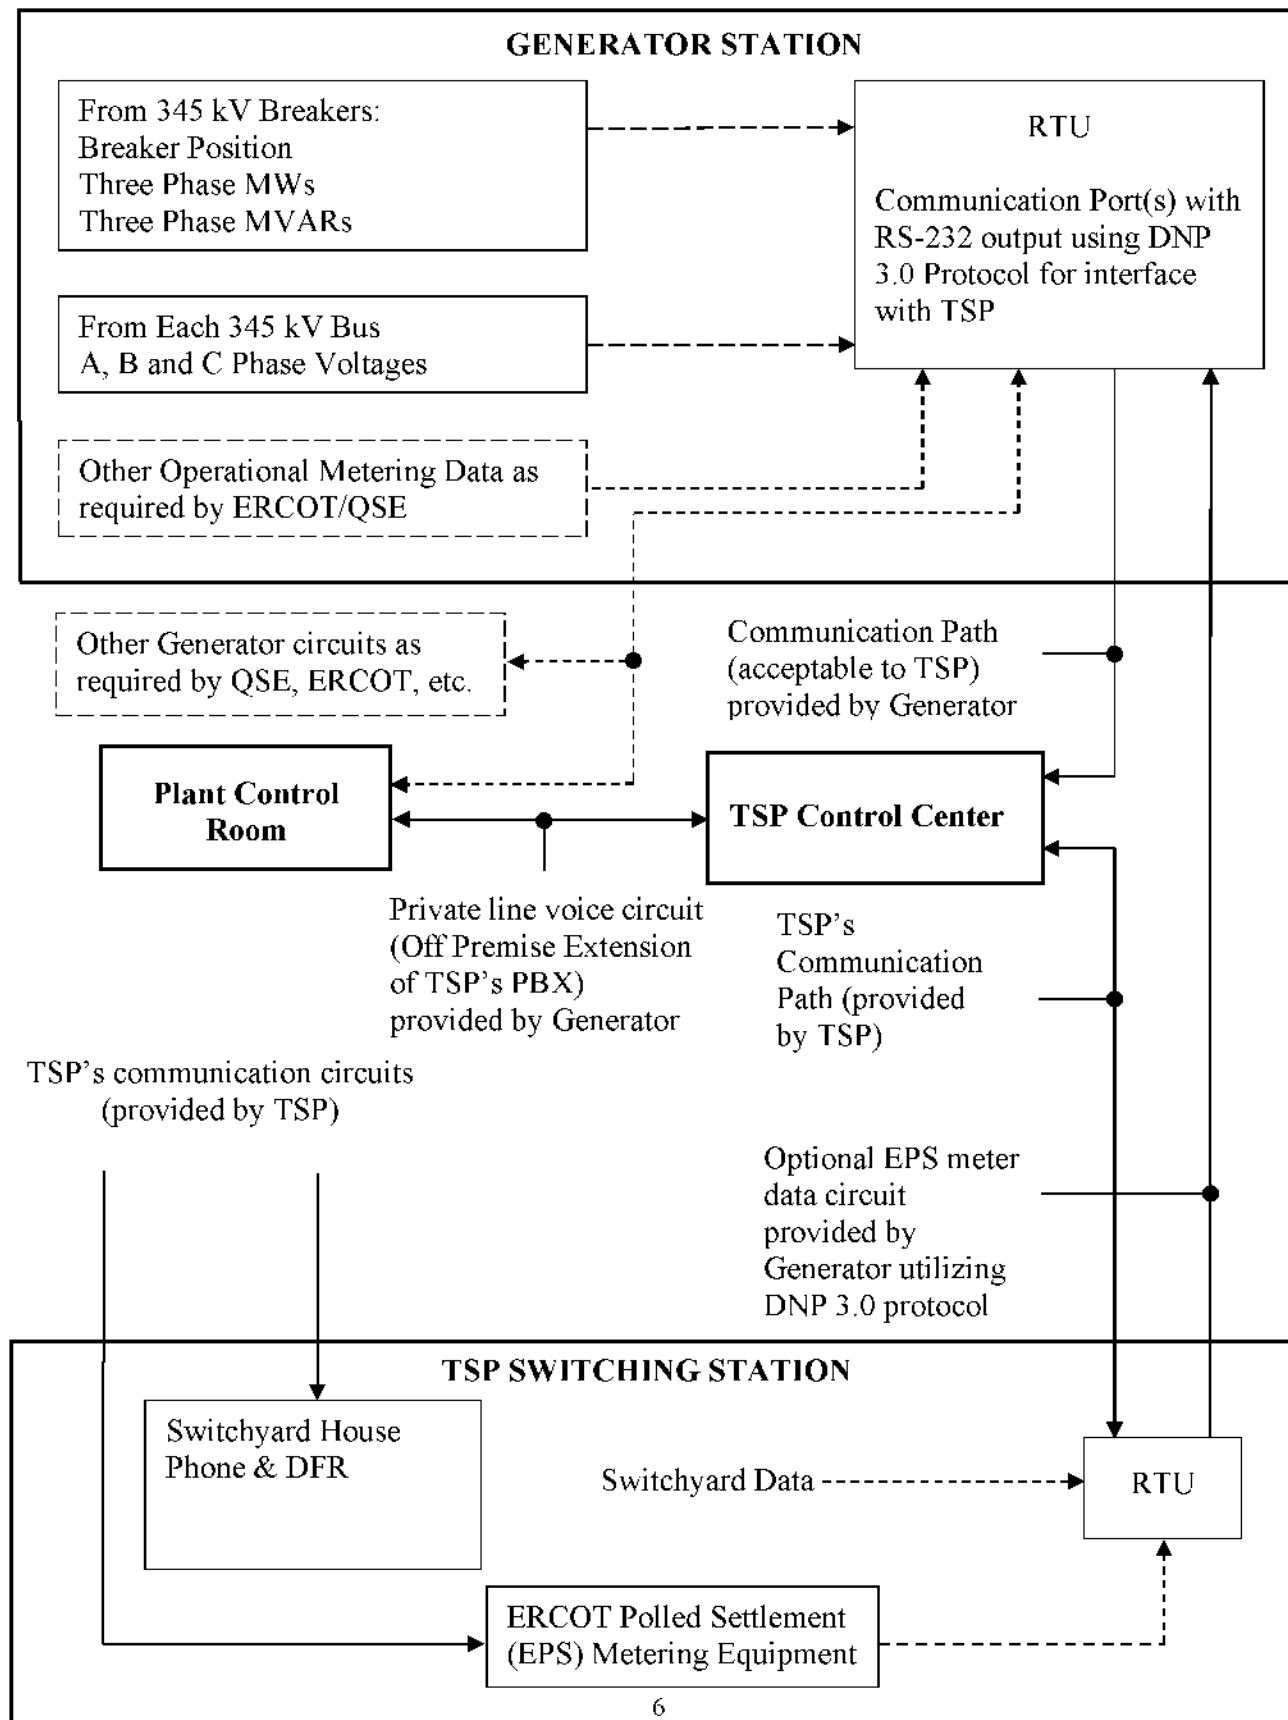 GENERATOR STATION
From 345 kV Breakers:
Breaker Position
Three Phase MWs
Three Phase MVARs
RTU
Communication Port(s) with
RS-232 output using DNP
3.0 Protocol for interface
with TSP
From Each 345 kV Bus
A, B and C Phase Voltages
Other Operational Metering Data as
required by ERCOT/QSE
Other Generator circuits as
required by QSE, ERCOT, etc.
Communication Path
(acceptable to TSP)
provided by Generator
Plant Control
Room
TSP Control Center
Private line voice circuit
(Off Premise Extension
of TSP's PBX)
provided by Generator
TSP's
Communication
Path (provided
by TSP)
TSP's communication circuits
(provided by TSP)
Optional EPS meter
data circuit
provided by
Generator utilizing
DNP 3.0 protocol
TSP SWITCHING STATION
Switchyard House
Phone & DFR
Switchyard Data
RTU
ERCOT Polled Settlement
(EPS) Metering Equipment
6